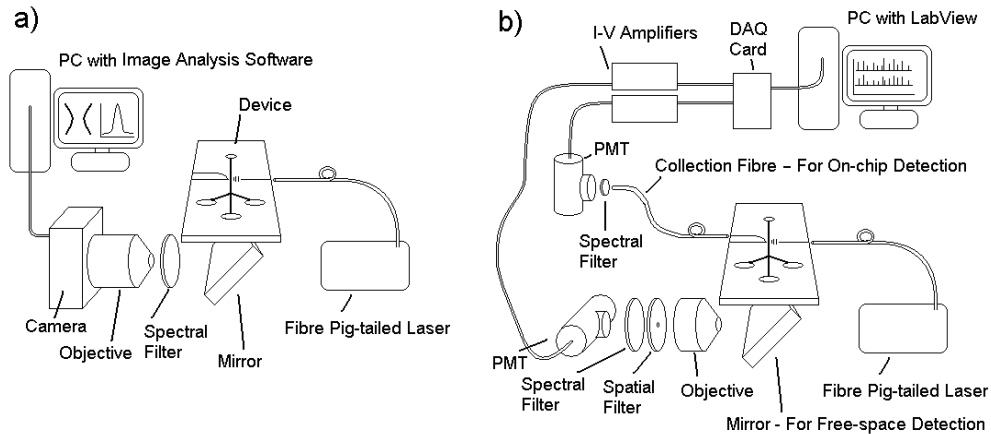 a)
PC with Image Analysis Software
Device
Camera
Objective
Spectral
Filter
Mirror
Fibre Pig-tailed Laser
b)
PC with LabView
I-V Amplifiers
DAQ
Card
PMT
Collection Fibre – For On-chip Detection
Spectral
Filter
PMT
Spectral
Filter
Spatial
Filter
Objective
Fibre Pig-tailed Laser
Mirror - For Free-space Detection